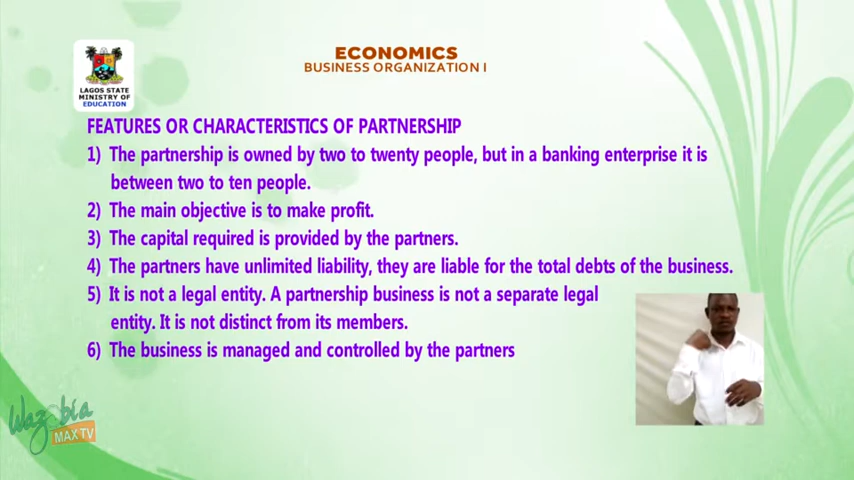 ECONOMICS
BUSINESS ORGANIZATION I
LAGOS STATE
MINISTRY OF
EDUCATION
FEATURES OR CHARACTERISTICS OF PARTNERSHIP
1) The partnership is owned by two to twenty people, but in a banking enterprise it is
between two to ten people.
2) The main objective is to make profit.
3) The capital required is provided by the partners.
4) The partners have unlimited liability, they are liable for the total debts of the business.
5) It is not a legal entity. A partnership business is not a separate legal
entity. It is not distinct from its members.
6) The business is managed and controlled by the partners
Wazobia
MAX TV